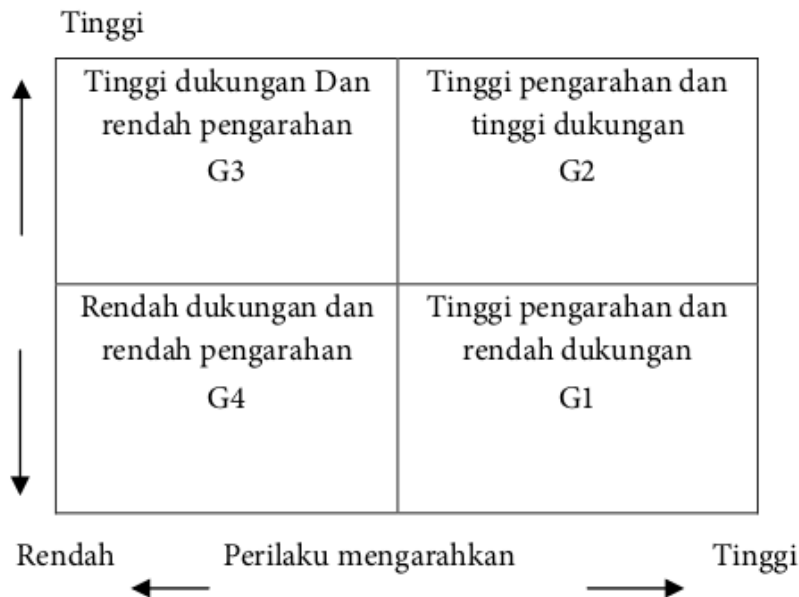 Tinggi
Tinggi dukungan Dan
rendah pengarahan
G3
Tinggi pengarahan dan
tinggi dukungan
G2
Rendah dukungan dan
rendah pengarahan
G4
Tinggi pengarahan dan
rendah dukungan
G1
Rendah
Perilaku mengarahkan
Tinggi